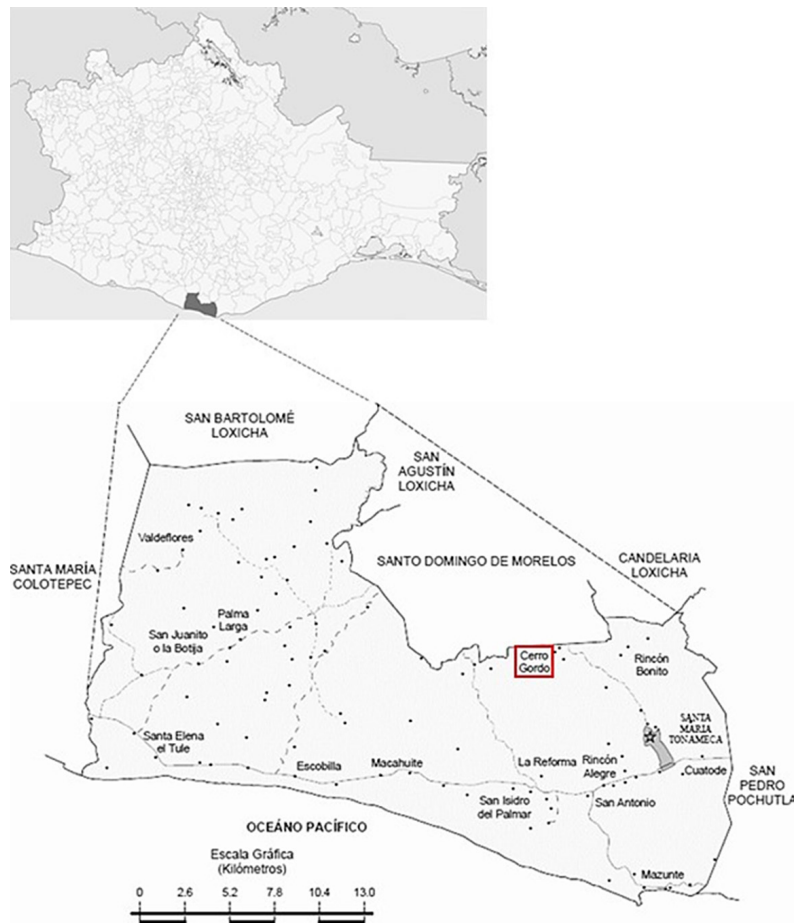 SAN BARTOLOMÉ
LOXICHA
SAN
AGUSTÍN
LOXICHA
SANTA MARÍA
COLOTEPEC
Valdeflores
SANTO DOMINGO DE MORELOS
CANDELARIA
LOXICHA
Palma
Larga
San Juanito
o la Botija
Cerro
Gordo
Rincón
Bonito
SANTA
MARIA
TONAMECA
Santa Elena
el Tule
Escobilla
Macahuite
La Reforma
Rincón
Alegre
Cuatode
SAN
PEDRO
POCHUTLA
San Isidro
del Palmar
San Antonio
OCEÁNO PACÍFICO
Mazunte
Escala Gráfica
(Kilómetros)
0 2.6 5.2 7.8 10.4 13.0